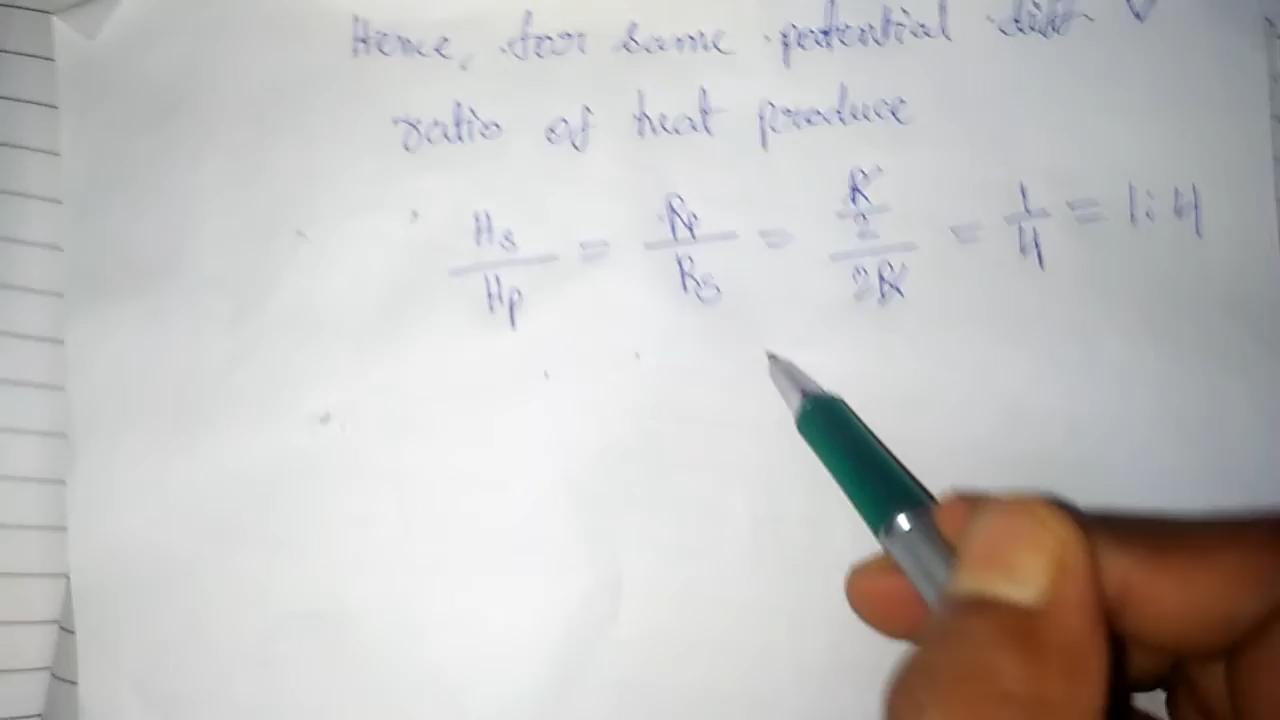 Hence, for same potential diff V
ratio of heat produce
Hs/Hp = Rp/Rs = (R/2)/(2R) = 1/4 = 1:4